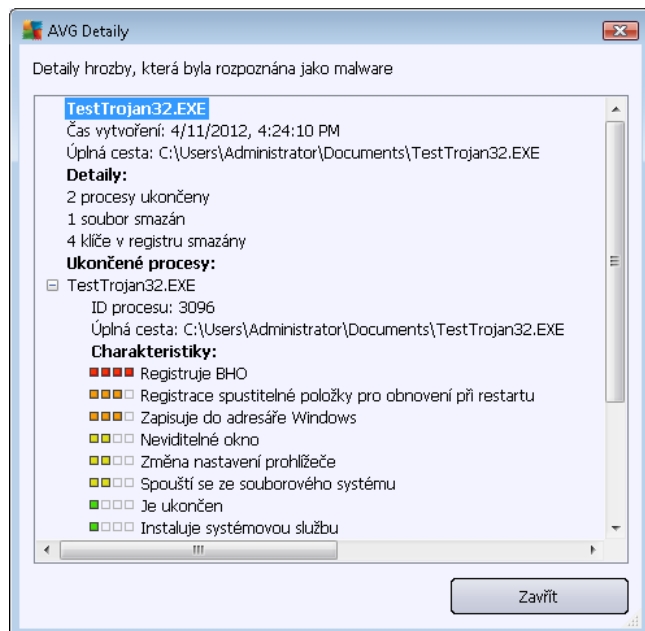 AVG Detaily
Detaily hrozby, která byla rozpoznána jako malware
TestTrojan32.EXE
Čas vytvoření: 4/11/2012, 4:24:10 PM
Úplná cesta: C:\Users\Administrator\Documents\TestTrojan32.EXE
Detaily:
2 procesy ukončeny
1 soubor smazán
4 klíče v registru smazány
Ukončené procesy:
TestTrojan32.EXE
ID procesu: 3096
Úplná cesta: C:\Users\Administrator\Documents\TestTrojan32.EXE
Charakteristiky:
Registruje BHO
Registrace spustitelné položky pro obnovení při restartu
Zapisuje do adresáře Windows
Neviditelné okno
Změna nastavení prohlížeče
Spouští se ze souborového systému
Je ukončen
Instaluje systémovou službu
Zavřít